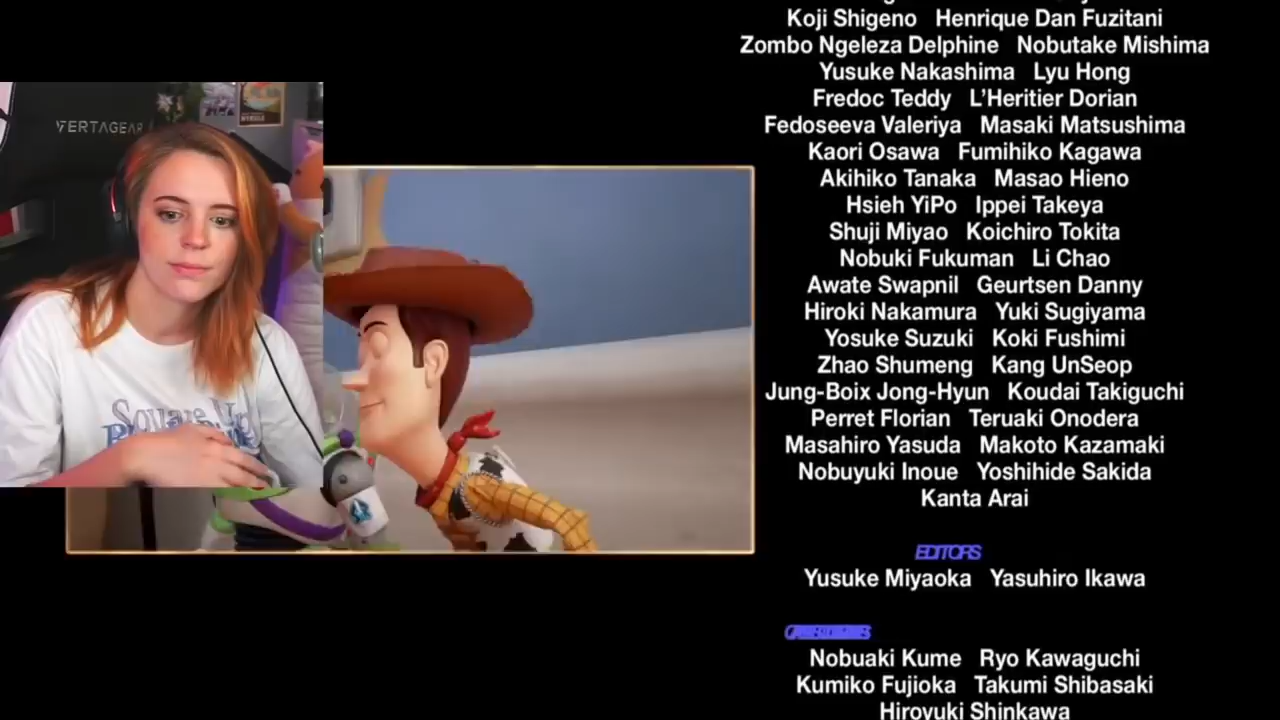 VERTAGEAR
Square Up
Koji Shigeno Henrique Dan Fuzitani
Zombo Ngeleza Delphine Nobutake Mishima
Yusuke Nakashima Lyu Hong
Fredoc Teddy L'Heritier Dorian
Fedoseeva Valeriya Masaki Matsushima
Kaori Osawa Fumihiko Kagawa
Akihiko Tanaka Masao Hieno
Hsieh YiPo Ippei Takeya
Shuji Miyao Koichiro Tokita
Nobuki Fukuman Li Chao
Awate Swapnil Geurtsen Danny
Hiroki Nakamura Yuki Sugiyama
Yosuke Suzuki Koki Fushimi
Zhao Shumeng Kang UnSeop
Jung-Boix Jong-Hyun Koudai Takiguchi
Perret Florian Teruaki Onodera
Masahiro Yasuda Makoto Kazamaki
Nobuyuki Inoue Yoshihide Sakida
Kanta Arai
EDITORS
Yusuke Miyaoka Yasuhiro Ikawa
Nobuaki Kume Ryo Kawaguchi
Kumiko Fujioka Takumi Shibasaki
Hiroyuki Shinkawa